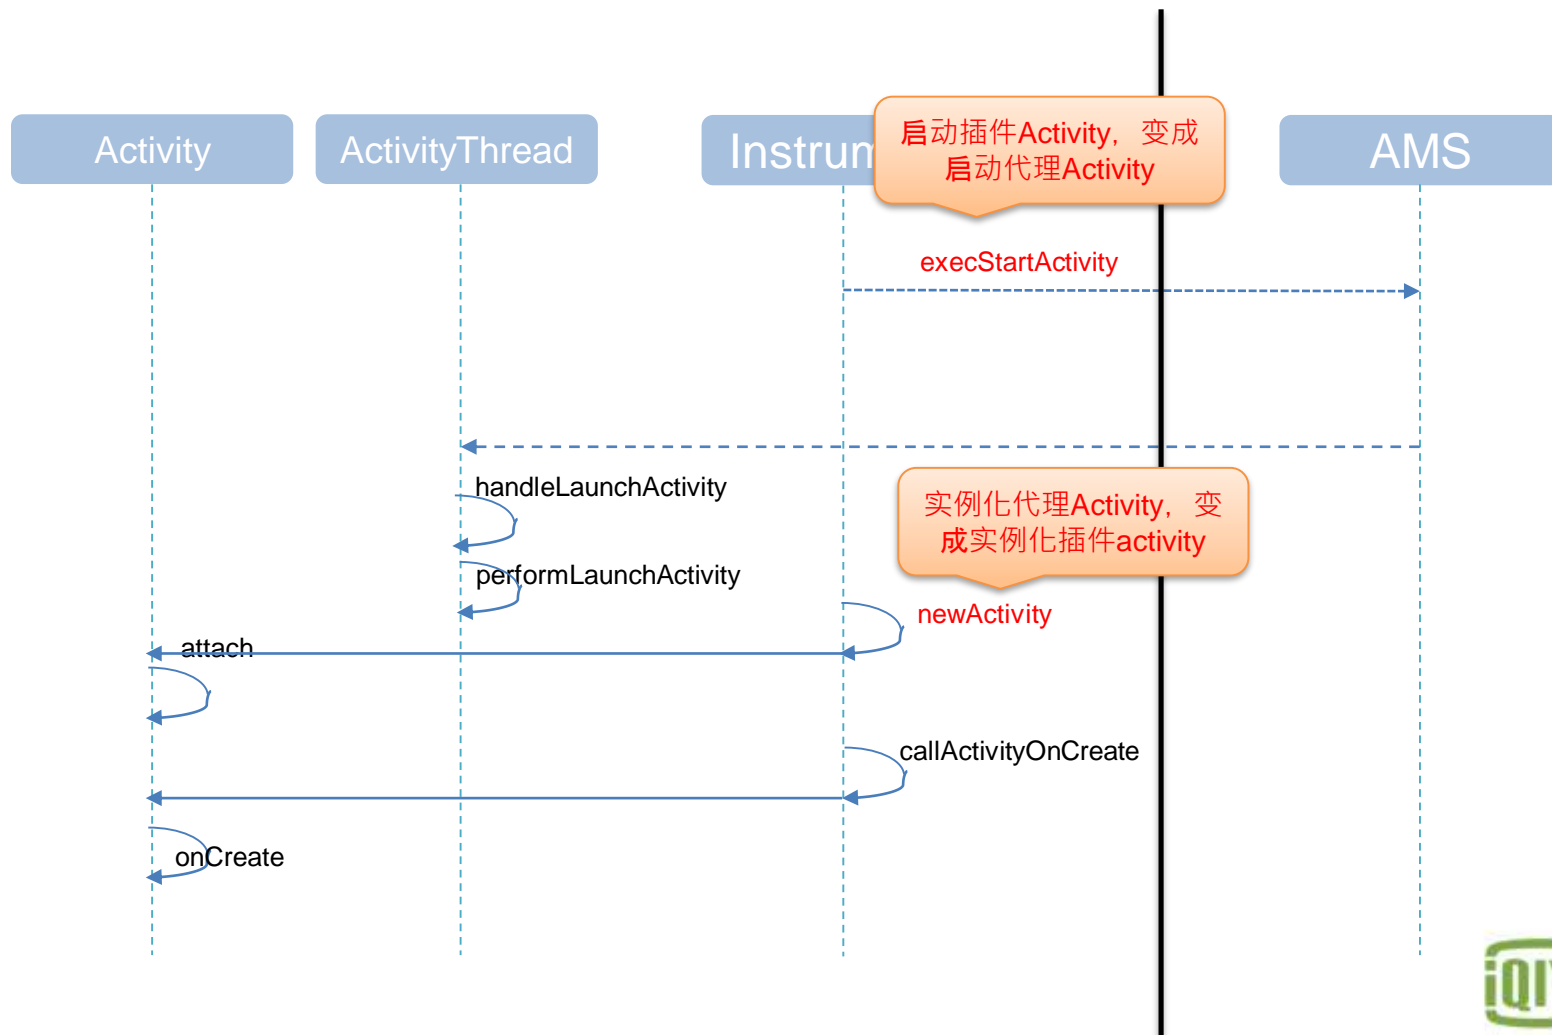 Activity
ActivityThread
Instrum
启动插件Activity，变成
启动代理Activity
AMS
execStartActivity
handleLaunchActivity
实例化代理Activity，变
成实例化插件activity
performLaunchActivity
newActivity
attach
callActivityOnCreate
onCreate
iQIY